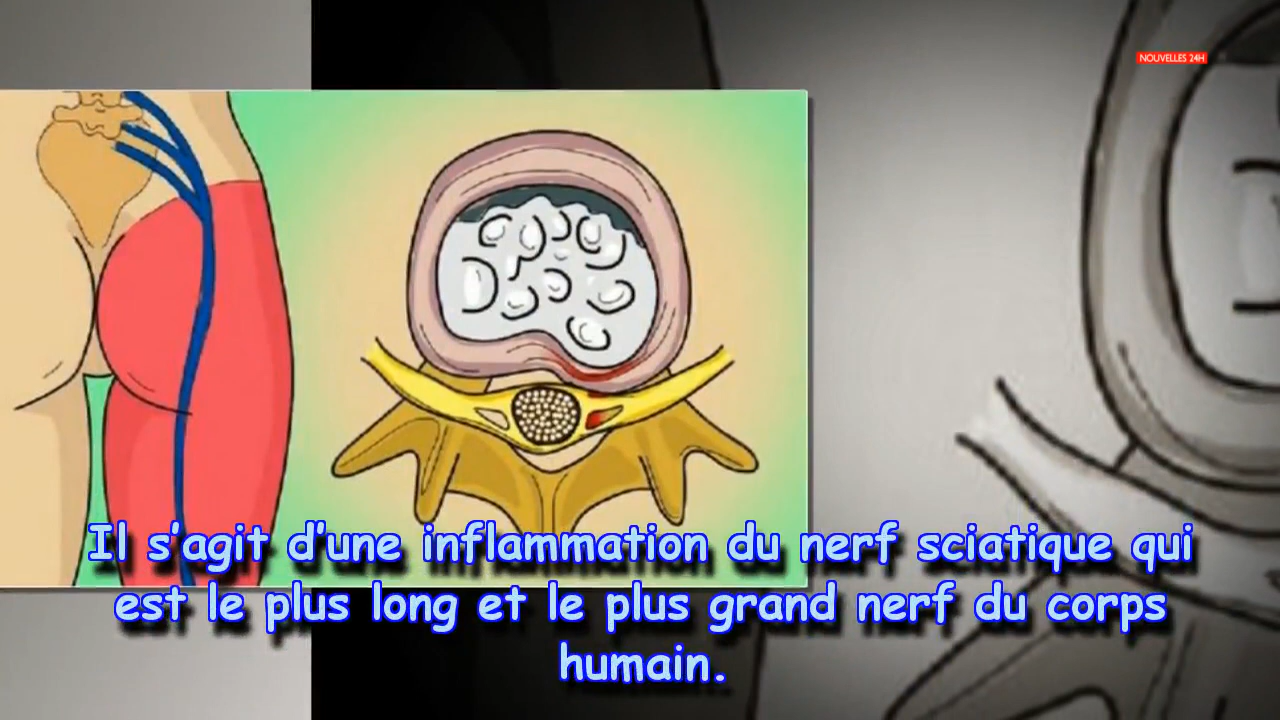 NOUVELLES 24H
Il s'agit d'une inflammation du nerf sciatique qui
est le plus long et le plus grand nerf du corps
humain.